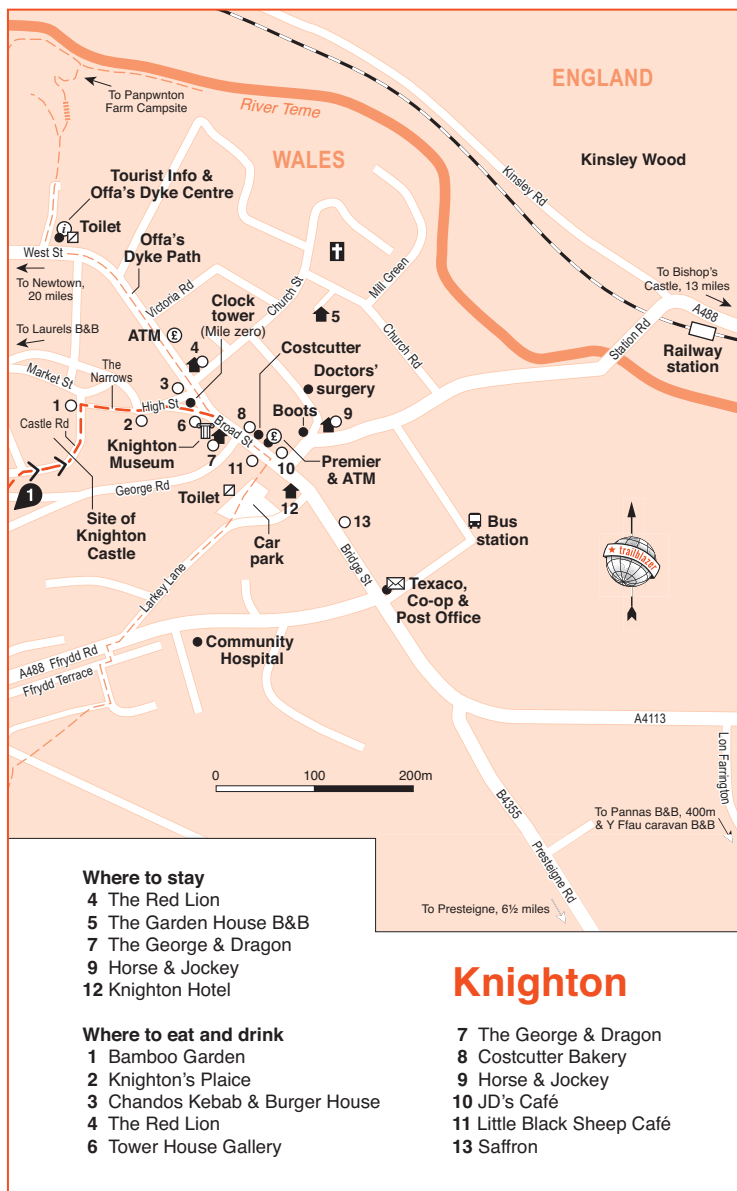 ENGLAND
To Panpwnton
Farm Campsite
River Teme
WALES
Kinsley Wood
Kinsley Rd
Tourist Info &
Offa's Dyke Centre
i
Toilet
West St
Offa's
Dyke Path
To Newtown,
20 miles
Victoria Rd
Church St
Mill Green
To Bishop's
Castle, 13 miles
A488
Station Rd
Railway
station
Clock
tower
(Mile zero)
ATM £
5
To Laurels B&B
Church Rd
The
Narrows
4
Costcutter
Market St
3
Doctors'
surgery
1
High St
2
Castle Rd
6
8
Broad St
Boots
9
Knighton
Museum
7
£
11
10
Premier
& ATM
1
George Rd
Toilet
12
Site of
Knighton
Castle
Car
park
13
Bus
station
trailblazer
Bridge St
Larkey Lane
Texaco,
Co-op &
Post Office
Community
Hospital
A488 Ffrydd Rd
Ffrydd Terrace
A4113
Lon Farrington
0 100 200m
B4355
To Pannas B&B, 400m
& Y Ffau caravan B&B
Presteigne Rd
To Presteigne, 6½ miles
Where to stay
4 The Red Lion
5 The Garden House B&B
7 The George & Dragon
9 Horse & Jockey
12 Knighton Hotel
Knighton
Where to eat and drink
1 Bamboo Garden
2 Knighton's Plaice
3 Chandos Kebab & Burger House
4 The Red Lion
6 Tower House Gallery
7 The George & Dragon
8 Costcutter Bakery
9 Horse & Jockey
10 JD's Café
11 Little Black Sheep Café
13 Saffron